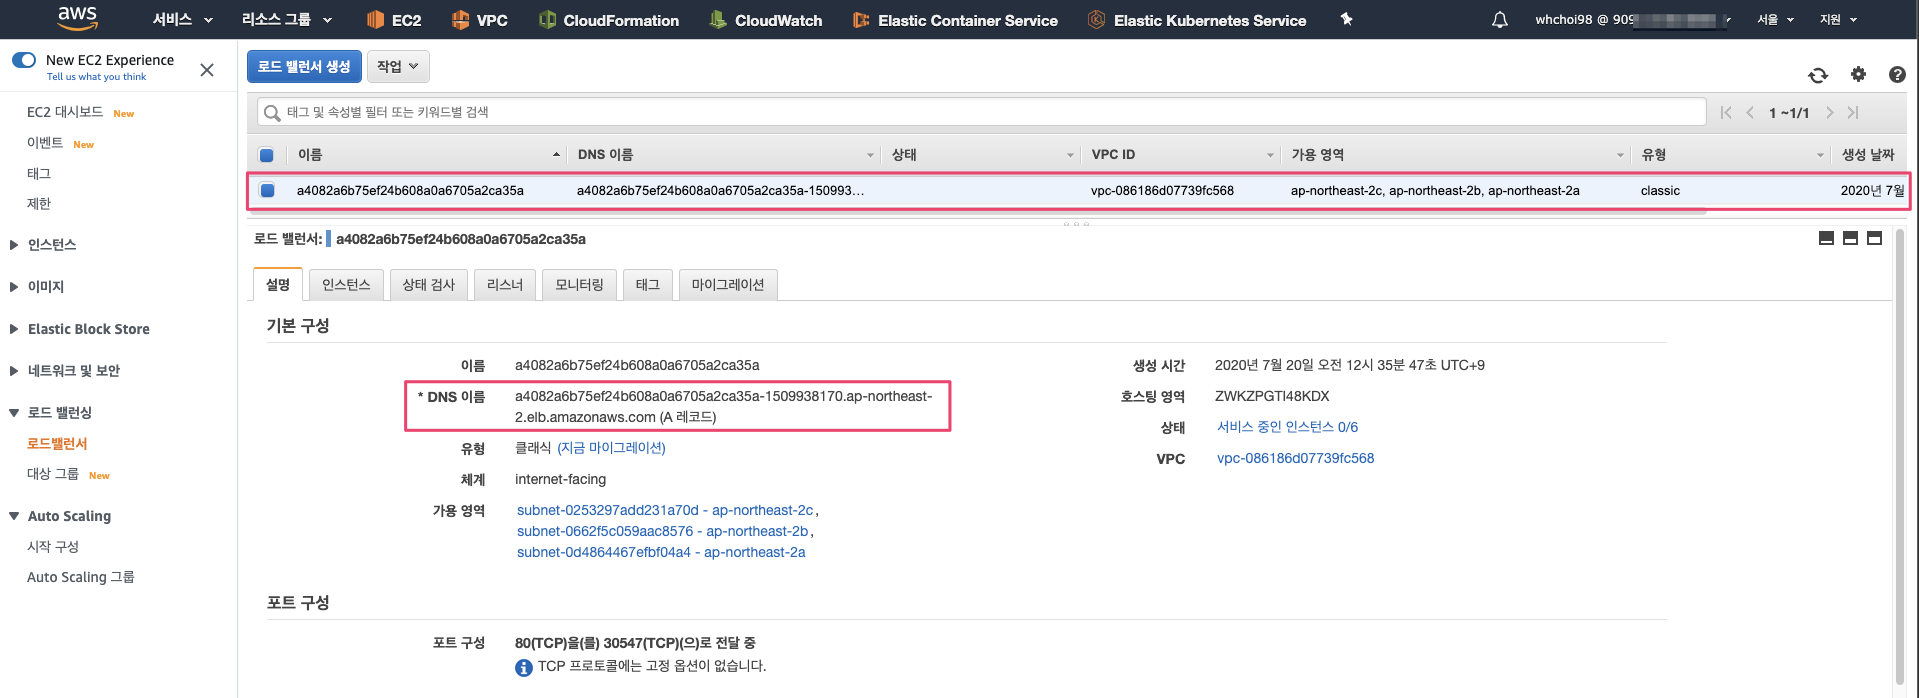 aws 서비스 리소스 그룹 EC2 VPC CloudFormation CloudWatch Elastic Container Service Elastic Kubernetes Service whchoi98 @ 909 서울 지원
New EC2 Experience
Tell us what you think
EC2 대시보드 New
이벤트 New
태그
제한
인스턴스
이미지
Elastic Block Store
네트워크 및 보안
로드 밸런싱
로드밸런서
대상 그룹 New
Auto Scaling
시작 구성
Auto Scaling 그룹
로드 밸런서 생성 작업
태그 및 속성별 필터 또는 키워드별 검색 1 ~1/1
이름 DNS 이름 상태 VPC ID 가용 영역 유형 생성 날짜
a4082a6b75ef24b608a0a6705a2ca35a a4082a6b75ef24b608a0a6705a2ca35a-150993... vpc-086186d07739fc568 ap-northeast-2c, ap-northeast-2b, ap-northeast-2a classic 2020년 7월
로드 밸런서: a4082a6b75ef24b608a0a6705a2ca35a
설명 인스턴스 상태 검사 리스너 모니터링 태그 마이그레이션
기본 구성
이름 a4082a6b75ef24b608a0a6705a2ca35a
* DNS 이름 a4082a6b75ef24b608a0a6705a2ca35a-1509938170.ap-northeast-
2.elb.amazonaws.com (A 레코드)
유형 클래식 (지금 마이그레이션)
체계 internet-facing
가용 영역 subnet-0253297add231a70d - ap-northeast-2c,
subnet-0662f5c059aac8576 - ap-northeast-2b,
subnet-0d4864467efbf04a4 - ap-northeast-2a
생성 시간 2020년 7월 20일 오전 12시 35분 47초 UTC+9
호스팅 영역 ZWKZPGTI48KDX
상태 서비스 중인 인스턴스 0/6
VPC vpc-086186d07739fc568
포트 구성
포트 구성 80(TCP)을(를) 30547(TCP)(으)로 전달 중
TCP 프로토콜에는 고정 옵션이 없습니다.